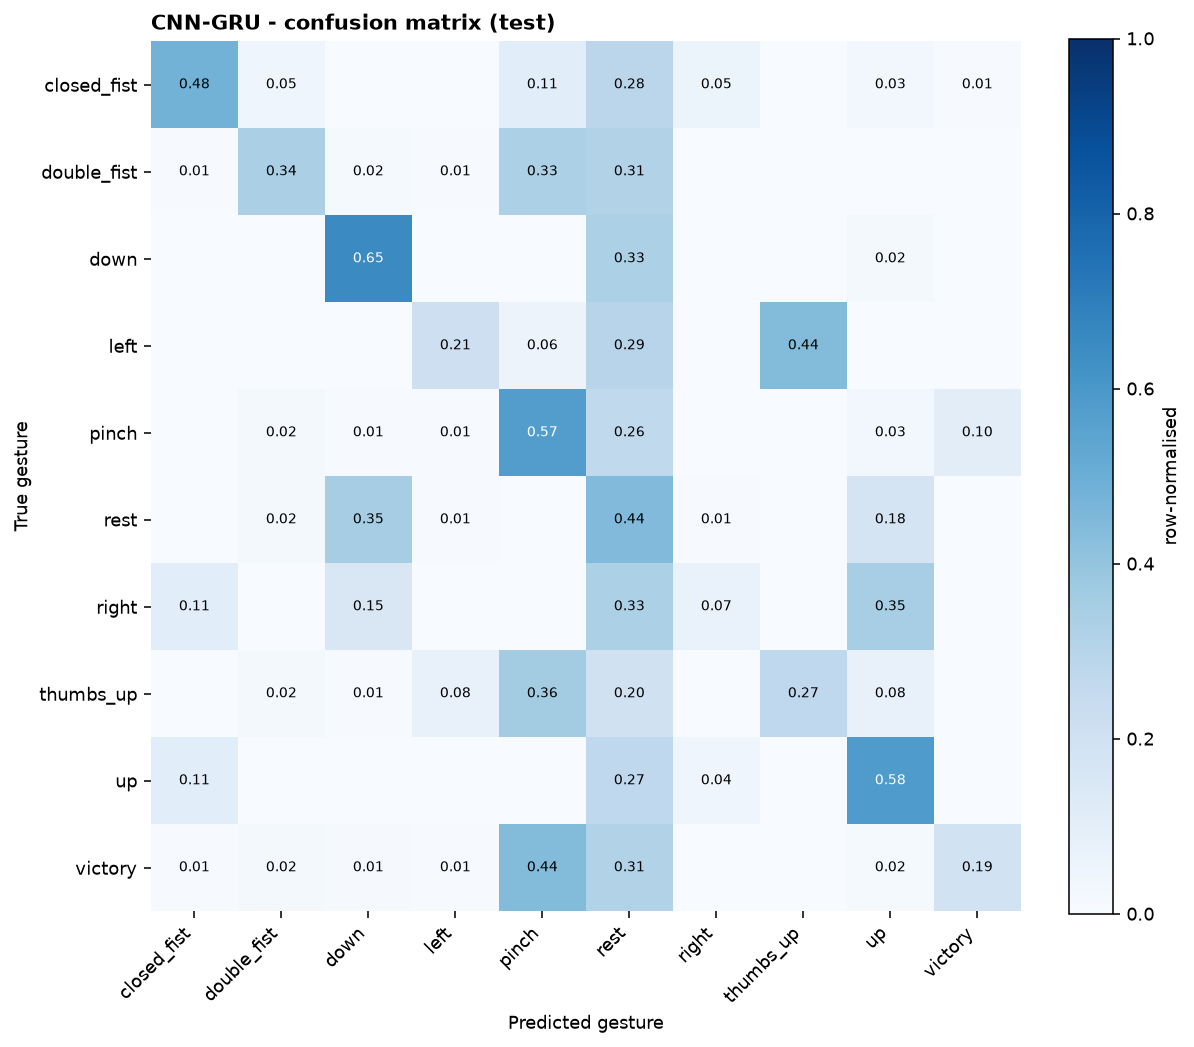 CNN-GRU - confusion matrix (test)
closed_fist 0.48 0.05 0.11 0.28 0.05 0.03 0.01
double_fist 0.01 0.34 0.02 0.01 0.33 0.31
down 0.65 0.33 0.02
left 0.21 0.06 0.29 0.44
pinch 0.02 0.01 0.01 0.57 0.26 0.03 0.10
rest 0.02 0.35 0.01 0.44 0.01 0.18
right 0.11 0.15 0.33 0.07 0.35
thumbs_up 0.02 0.01 0.08 0.36 0.20 0.27 0.08
up 0.11 0.27 0.04 0.58
victory 0.01 0.02 0.01 0.01 0.44 0.31 0.02 0.19
closed_fist double_fist down left pinch rest right thumbs_up up victory
Predicted gesture
True gesture
1.0
0.8
0.6
0.4
0.2
0.0
row-normalised